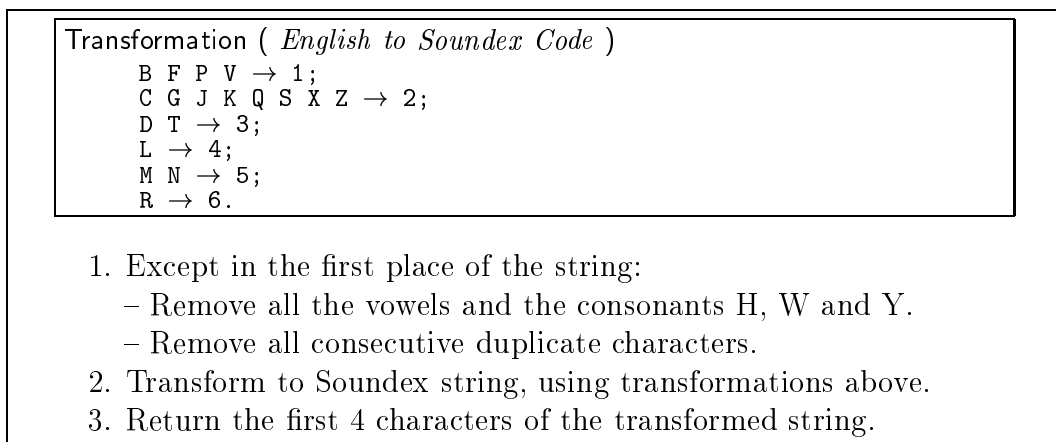 Transformation ( English to Soundex Code )
B F P V → 1;
C G J K Q S X Z → 2;
D T → 3;
L → 4;
M N → 5;
R → 6.
1. Except in the first place of the string:
– Remove all the vowels and the consonants H, W and Y.
– Remove all consecutive duplicate characters.
2. Transform to Soundex string, using transformations above.
3. Return the first 4 characters of the transformed string.